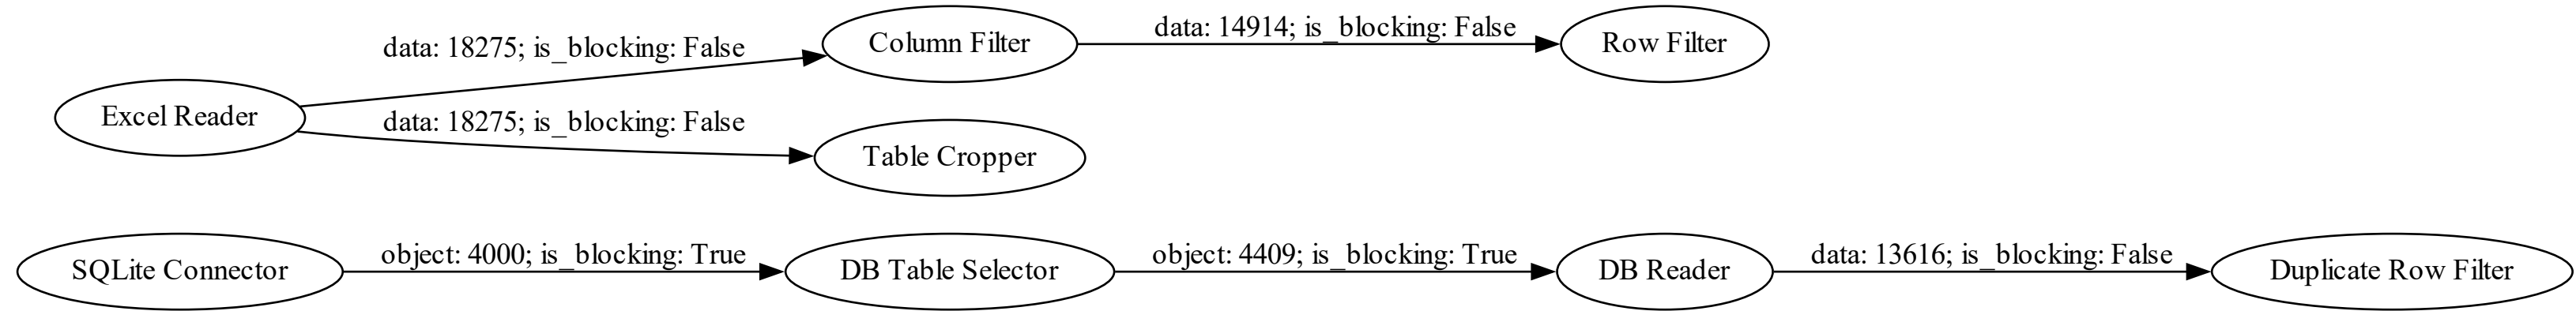 data: 18275; is_blocking: False
Column Filter
data: 14914; is_blocking: False
Row Filter
Excel Reader
data: 18275; is_blocking: False
Table Cropper
SQLite Connector
object: 4000; is_blocking: True
DB Table Selector
object: 4409; is_blocking: True
DB Reader
data: 13616; is_blocking: False
Duplicate Row Filter